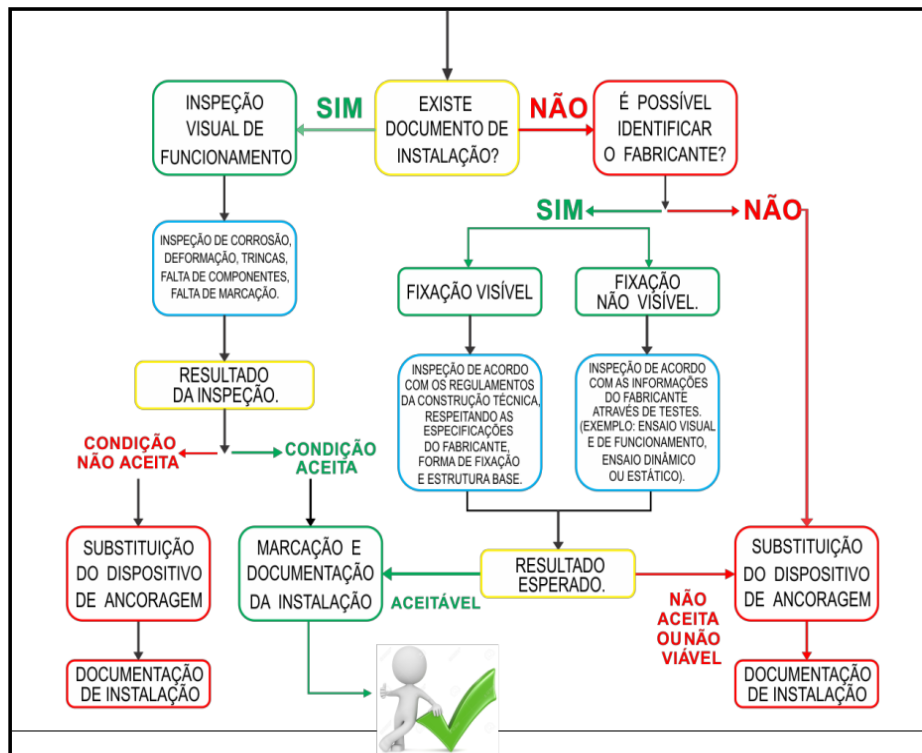 INSPEÇÃO
VISUAL DE
FUNCIONAMENTO
SIM
EXISTE
DOCUMENTO DE
INSTALAÇÃO?
NÃO
É POSSÍVEL
IDENTIFICAR
O FABRICANTE?
SIM
NÃO
INSPEÇÃO DE CORROSÃO,
DEFORMAÇÃO, TRINCAS,
FALTA DE COMPONENTES,
FALTA DE MARCAÇÃO.
FIXAÇÃO VISÍVEL
FIXAÇÃO
NÃO VISÍVEL.
RESULTADO
DA INSPEÇÃO.
INSPEÇÃO DE ACORDO
COM OS REGULAMENTOS
DA CONSTRUÇÃO TÉCNICA,
RESPEITANDO AS
ESPECIFICAÇÕES
DO FABRICANTE,
FORMA DE FIXAÇÃO
E ESTRUTURA BASE.
INSPEÇÃO DE ACORDO
COM AS INFORMAÇÕES
DO FABRICANTE
ATRAVÉS DE TESTES.
(EXEMPLO: ENSAIO VISUAL
E DE FUNCIONAMENTO,
ENSAIO DINÂMICO
OU ESTÁTICO).
CONDIÇÃO
NÃO ACEITA
CONDIÇÃO
ACEITA
SUBSTITUIÇÃO
DO DISPOSITIVO
DE ANCORAGEM
MARCAÇÃO E
DOCUMENTAÇÃO
DA INSTALAÇÃO
ACEITÁVEL
RESULTADO
ESPERADO.
NÃO
ACEITA
OU NÃO
VIÁVEL
SUBSTITUIÇÃO
DO DISPOSITIVO
DE ANCORAGEM
DOCUMENTAÇÃO
DE INSTALAÇÃO
DOCUMENTAÇÃO
DE INSTALAÇÃO